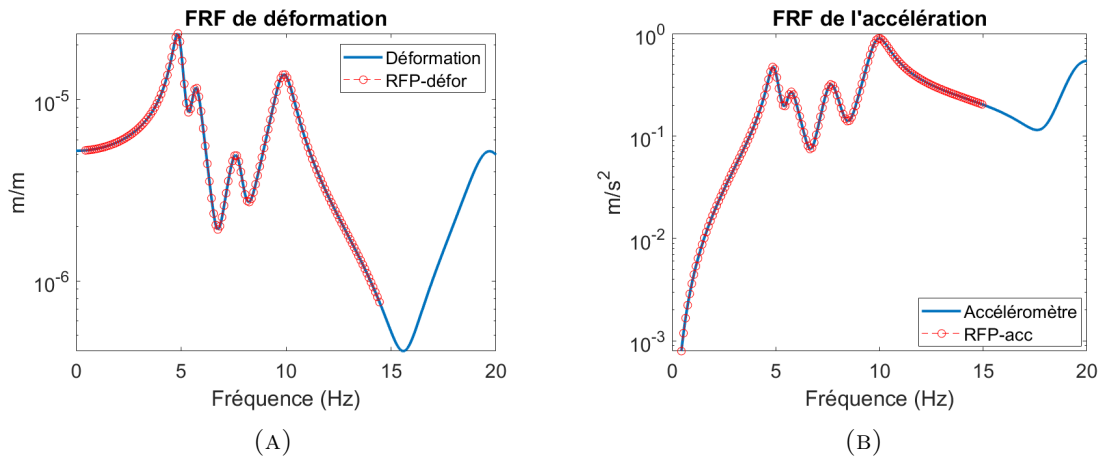 FRF de déformation
Déformation
RFP-défor
10^-5
10^-6
m/m
0 5 10 15 20
Fréquence (Hz)
(A)
FRF de l'accélération
10^0
10^-1
10^-2
10^-3
m/s^2
Accéléromètre
RFP-acc
0 5 10 15 20
Fréquence (Hz)
(B)